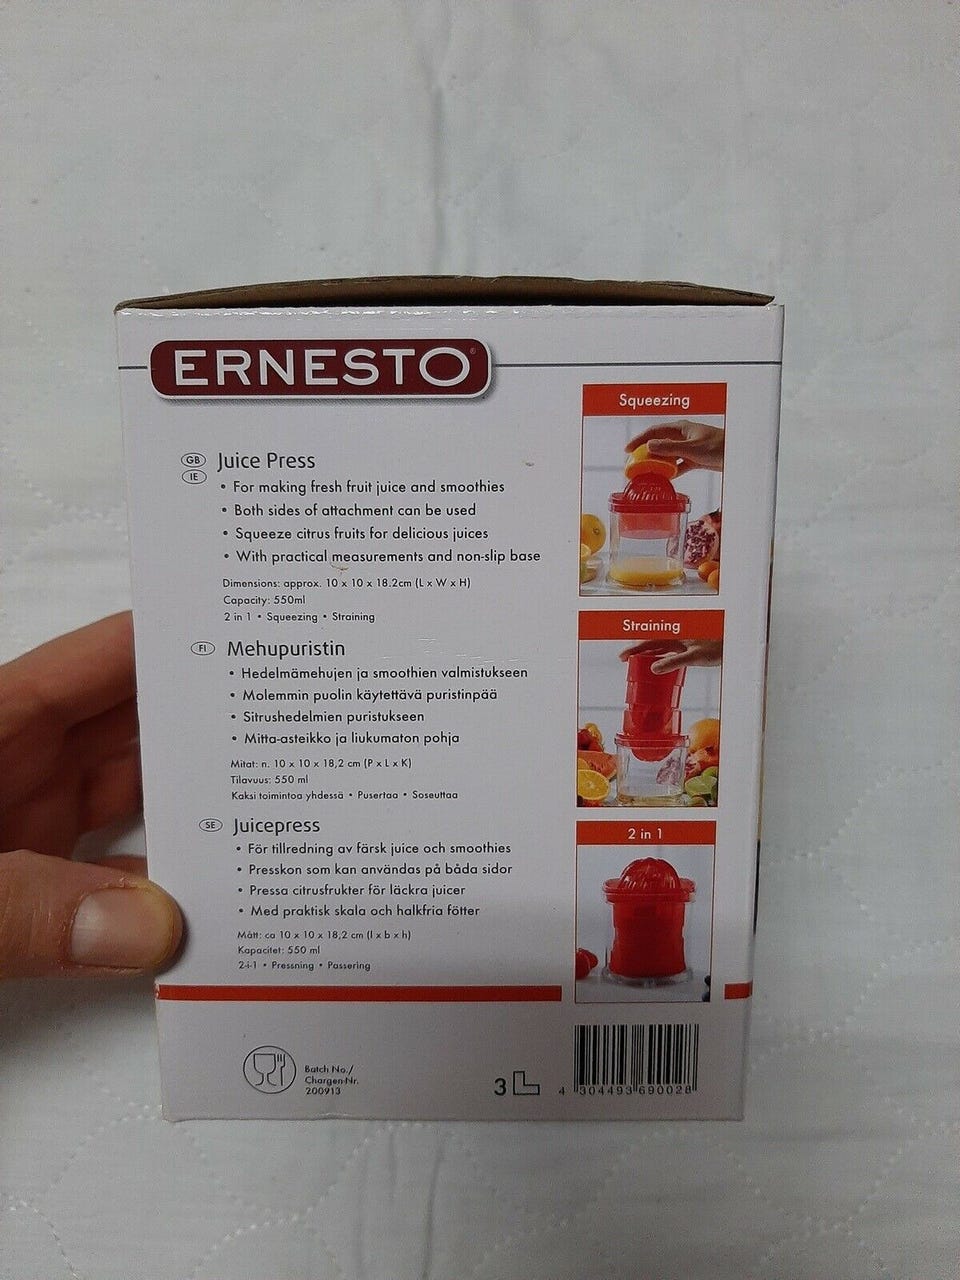 ERNESTO®
Squeezing
GB
IE
Juice Press
• For making fresh fruit juice and smoothies
• Both sides of attachment can be used
• Squeeze citrus fruits for delicious juices
• With practical measurements and non-slip base
Dimensions: approx. 10 x 10 x 18.2cm (L x W x H)
Capacity: 550ml
2 in 1 • Squeezing • Straining
Straining
FI
Mehupuristin
• Hedelmämehujen ja smoothien valmistukseen
• Molemmin puolin käytettävä puristinpää
• Sitrushedelmien puristukseen
• Mitta-asteikko ja liukumaton pohja
Mitat: n. 10 x 10 x 18,2 cm (P x L x K)
Tilavuus: 550 ml
Kaksi toimintoa yhdessä • Pusertaa • Soseuttaa
2 in 1
SE
Juicepress
• För tillredning av färsk juice och smoothies
• Presskon som kan användas på båda sidor
• Pressa citrusfrukter för läckra juicer
• Med praktisk skala och halkfria fötter
Mått: ca 10 x 10 x 18,2 cm (l x b x h)
Kapacitet: 550 ml
2-i-1 • Pressning • Passering
Batch No./
Chargen-Nr.
200913
3
4 304493 690028